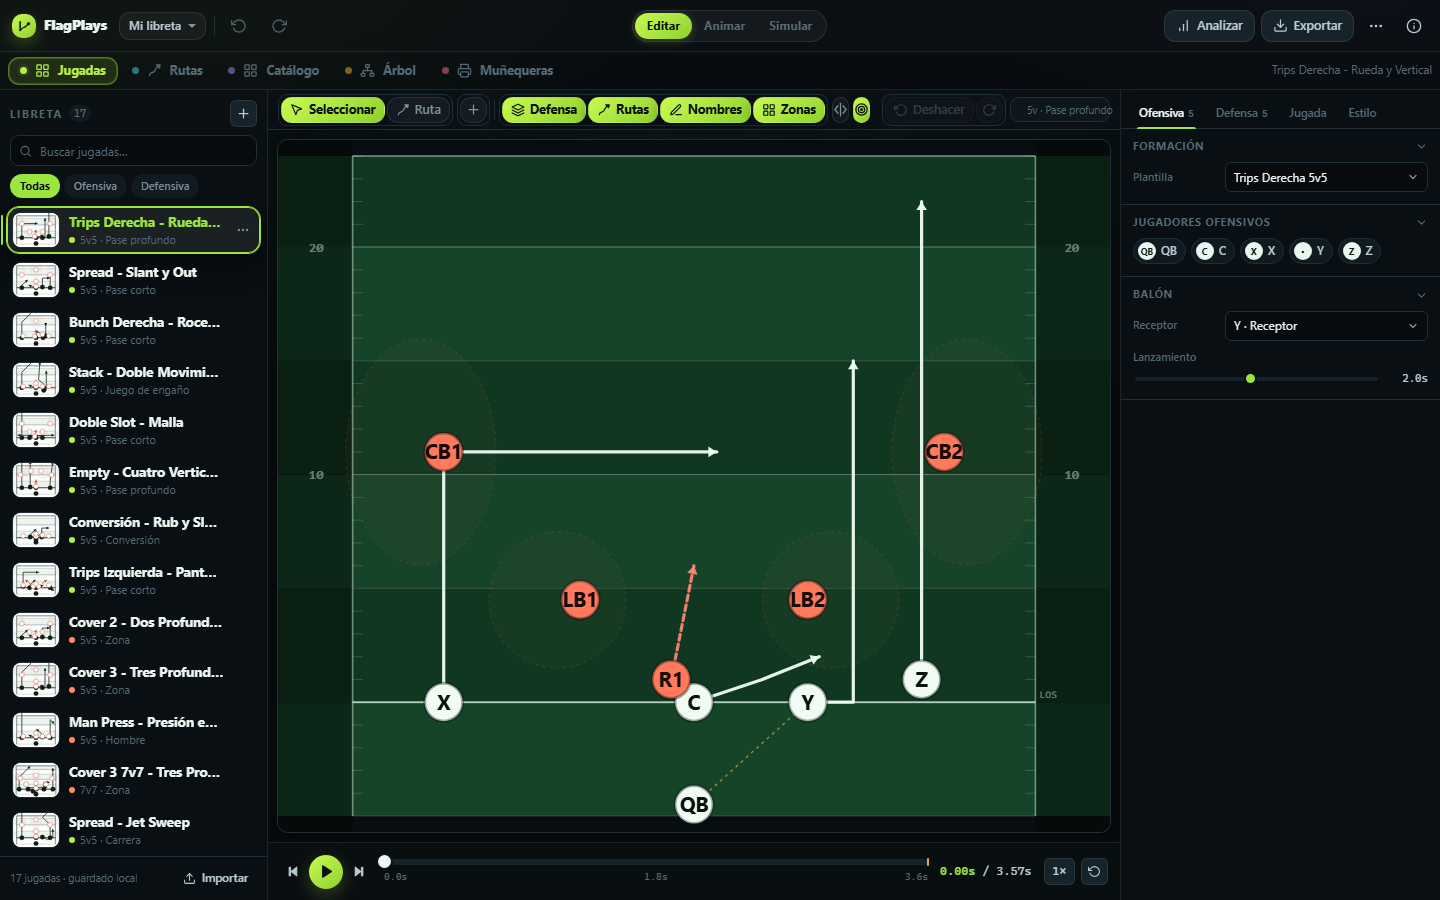 FlagPlays
Mi libreta
Editar
Animar
Simular
Analizar
Exportar
Jugadas
Rutas
Catálogo
Árbol
Muñequeras
Trips Derecha - Rueda y Vertical
LIBRETA 17
Buscar jugadas...
Todas
Ofensiva
Defensiva
Trips Derecha - Rueda...
5v5 · Pase profundo
Spread - Slant y Out
5v5 · Pase corto
Bunch Derecha - Roce...
5v5 · Pase corto
Stack - Doble Movimi...
5v5 · Juego de engaño
Doble Slot - Malla
5v5 · Pase corto
Empty - Cuatro Vertic...
5v5 · Pase profundo
Conversión - Rub y Sl...
5v5 · Conversión
Trips Izquierda - Pant...
5v5 · Pase corto
Cover 2 - Dos Profund...
5v5 · Zona
Cover 3 - Tres Profund...
5v5 · Zona
Man Press - Presión e...
5v5 · Hombre
Cover 3 7v7 - Tres Pro...
7v7 · Zona
Spread - Jet Sweep
5v5 · Carrera
17 jugadas · guardado local
Importar
Seleccionar
Ruta
Defensa
Rutas
Nombres
Zonas
Deshacer
5v · Pase profundo
20
20
10
10
CB1
CB2
LB1
LB2
R1
X
C
Y
Z
LOS
QB
0.0s
1.8s
3.6s
0.00s / 3.57s
1×
Ofensiva 5
Defensa 5
Jugada
Estilo
FORMACIÓN
Plantilla
Trips Derecha 5v5
JUGADORES OFENSIVOS
QB QB
C C
X X
· Y
Z Z
BALÓN
Receptor
Y · Receptor
Lanzamiento
2.0s